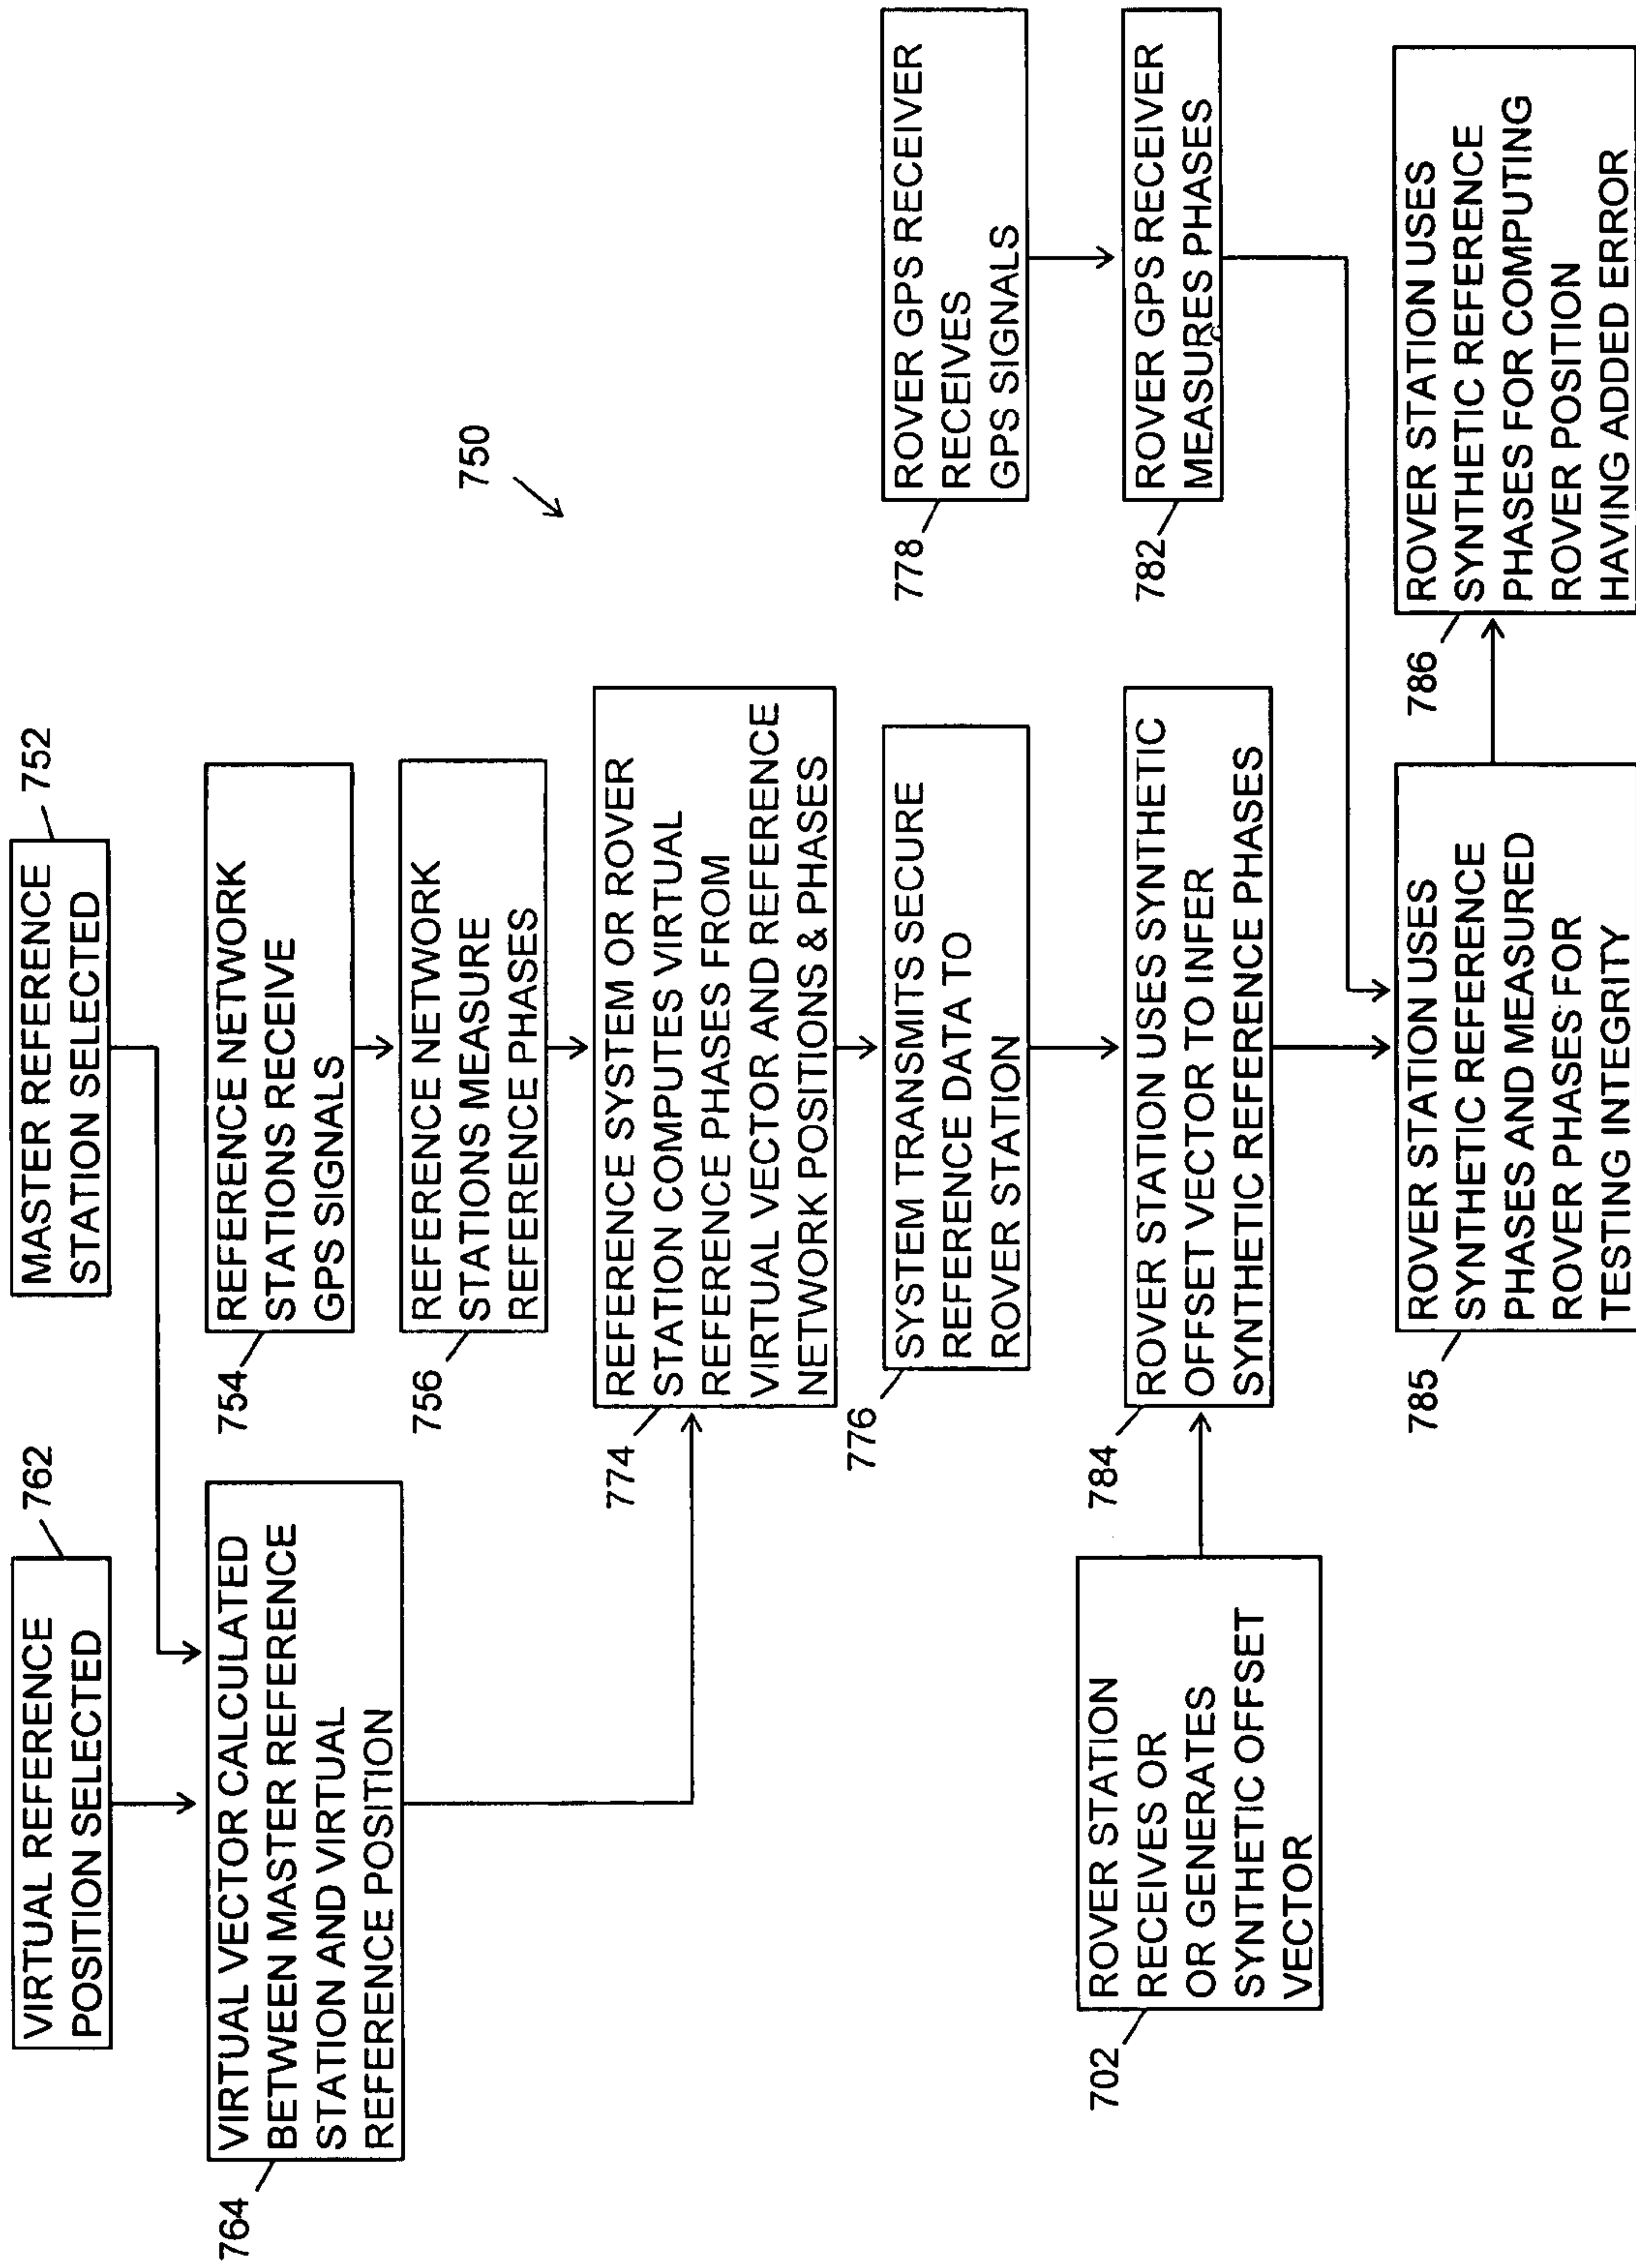 VIRTUAL REFERENCE
POSITION SELECTED
762
MASTER REFERENCE
STATION SELECTED
752
VIRTUAL VECTOR CALCULATED
BETWEEN MASTER REFERENCE
STATION AND VIRTUAL
REFERENCE POSITION
764
REFERENCE NETWORK
STATIONS RECEIVE
GPS SIGNALS
754
REFERENCE NETWORK
STATIONS MEASURE
REFERENCE PHASES
756
750
REFERENCE SYSTEM OR ROVER
STATION COMPUTES VIRTUAL
REFERENCE PHASES FROM
VIRTUAL VECTOR AND REFERENCE
NETWORK POSITIONS & PHASES
774
SYSTEM TRANSMITS SECURE
REFERENCE DATA TO
ROVER STATION
776
ROVER GPS RECEIVER
RECEIVES
GPS SIGNALS
778
ROVER STATION
RECEIVES OR
OR GENERATES
SYNTHETIC OFFSET
VECTOR
702
ROVER STATION USES SYNTHETIC
OFFSET VECTOR TO INFER
SYNTHETIC REFERENCE PHASES
784
ROVER GPS RECEIVER
MEASURES PHASES
782
ROVER STATION USES
SYNTHETIC REFERENCE
PHASES AND MEASURED
ROVER PHASES FOR
TESTING INTEGRITY
785
ROVER STATION USES
SYNTHETIC REFERENCE
PHASES FOR COMPUTING
ROVER POSITION
HAVING ADDED ERROR
786